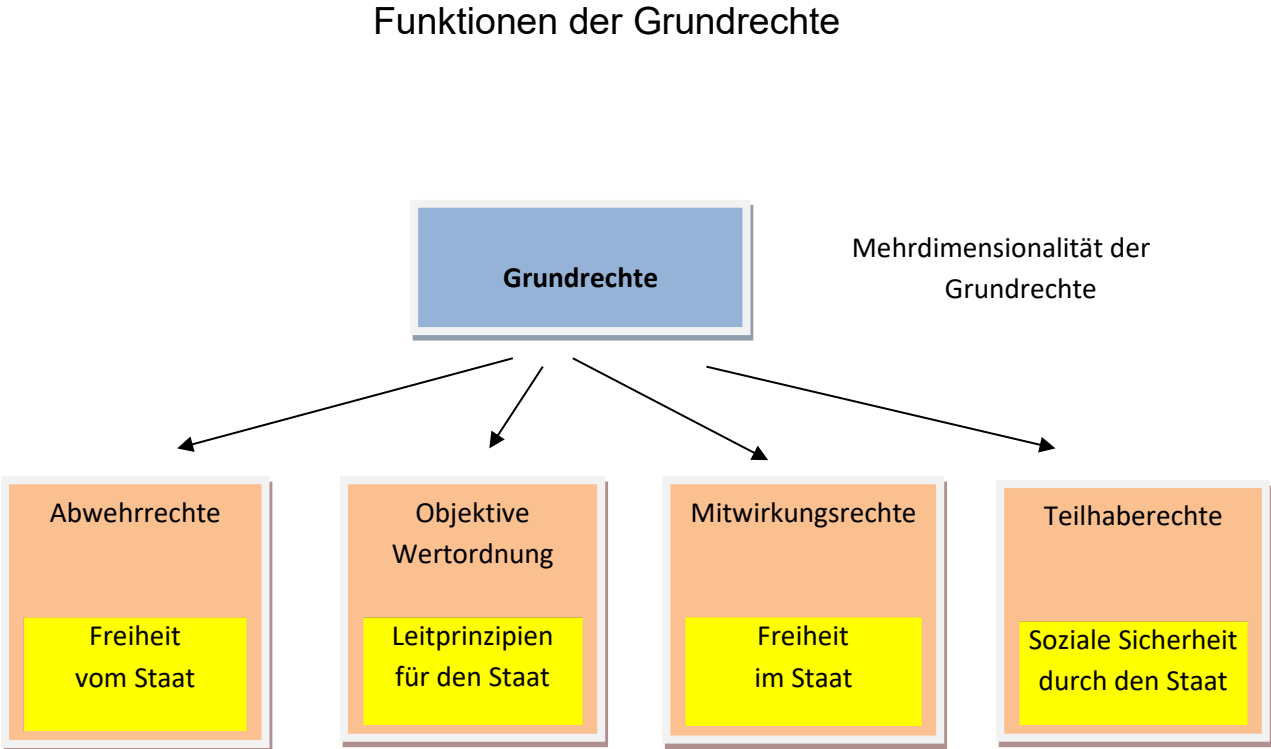 Funktionen der Grundrechte
Grundrechte
Mehrdimensionalität der
Grundrechte
Abwehrrechte
Freiheit
vom Staat
Objektive
Wertordnung
Leitprinzipien
für den Staat
Mitwirkungsrechte
Freiheit
im Staat
Teilhaberechte
Soziale Sicherheit
durch den Staat